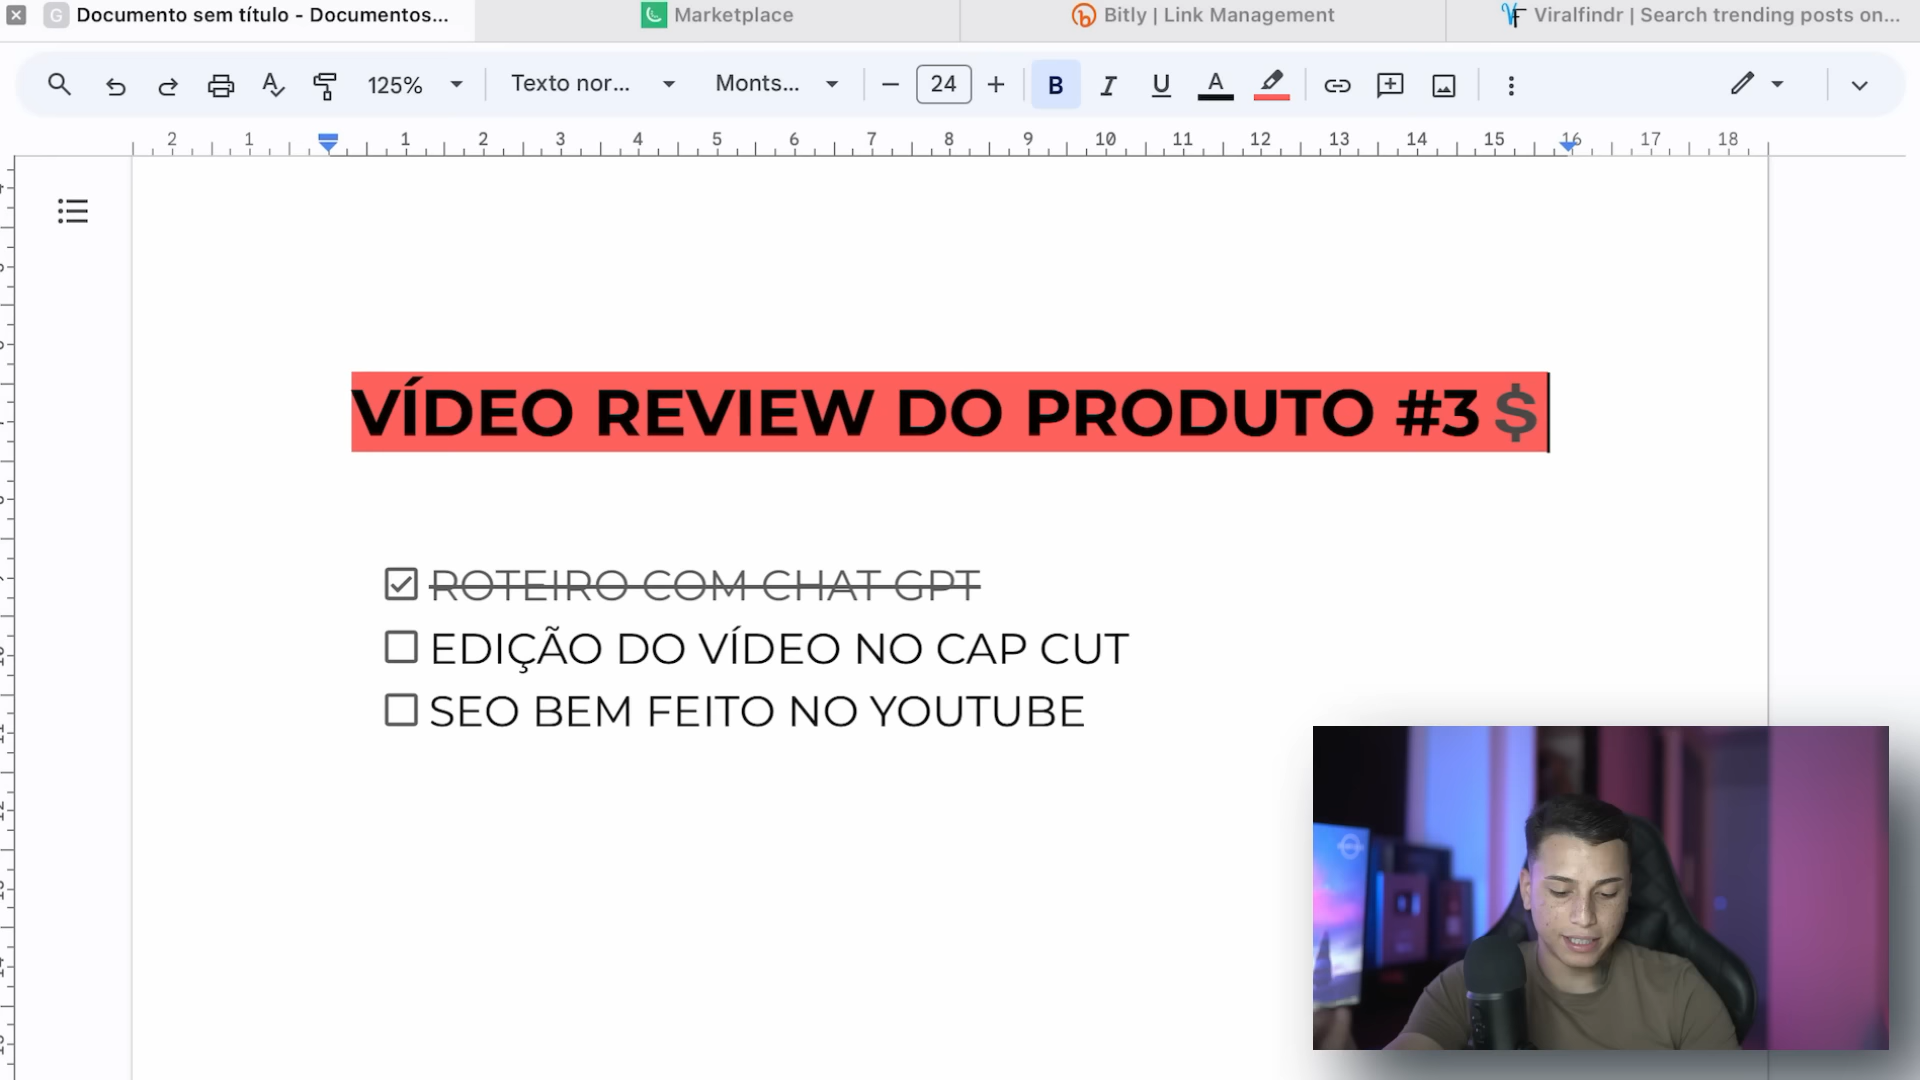 Documento sem título - Documentos...
Marketplace
Bitly | Link Management
Viralfindr | Search trending posts on...
125%
Texto nor...
Monts...
24
B
I
U
A
2 1 1 2 3 4 5 6 7 8 9 10 11 12 13 14 15 16 17 18
VÍDEO REVIEW DO PRODUTO #3 $
ROTEIRO COM CHAT GPT
EDIÇÃO DO VÍDEO NO CAP CUT
SEO BEM FEITO NO YOUTUBE